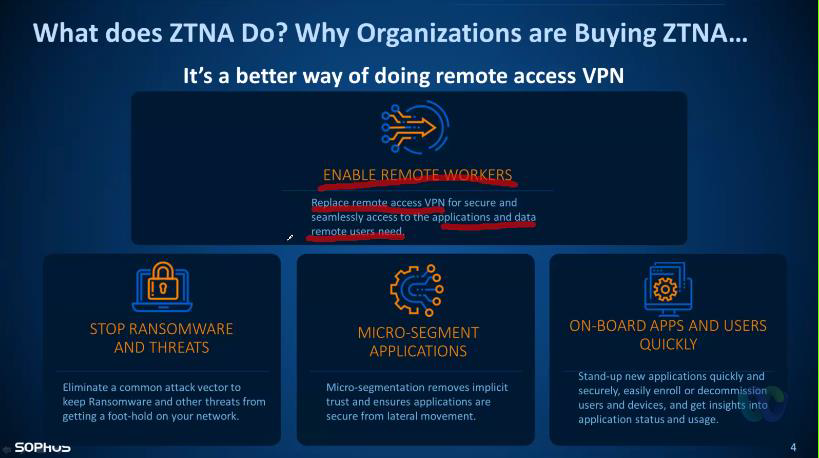 What does ZTNA Do? Why Organizations are Buying ZTNA...
It's a better way of doing remote access VPN
ENABLE REMOTE WORKERS
Replace remote access VPN for secure and
seamlessly access to the applications and data
remote users need.
STOP RANSOMWARE
AND THREATS
Eliminate a common attack vector to
keep Ransomware and other threats from
getting a foot-hold on your network.
MICRO-SEGMENT
APPLICATIONS
Micro-segmentation removes implicit
trust and ensures applications are
secure from lateral movement.
ON-BOARD APPS AND USERS
QUICKLY
Stand-up new applications quickly and
securely, easily enroll or decommission
users and devices, and get insights into
application status and usage.
SOPHOS
4